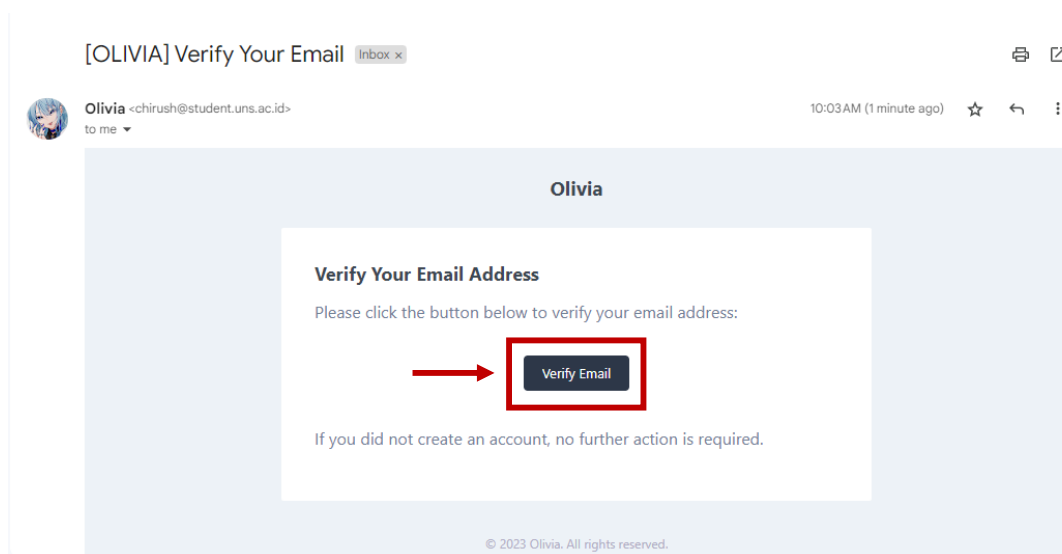 [OLIVIA] Verify Your Email Inbox x
Olivia <chirush@student.uns.ac.id> 10:03 AM (1 minute ago)
to me
Olivia
Verify Your Email Address
Please click the button below to verify your email address:
Verify Email
If you did not create an account, no further action is required.
© 2023 Olivia. All rights reserved.